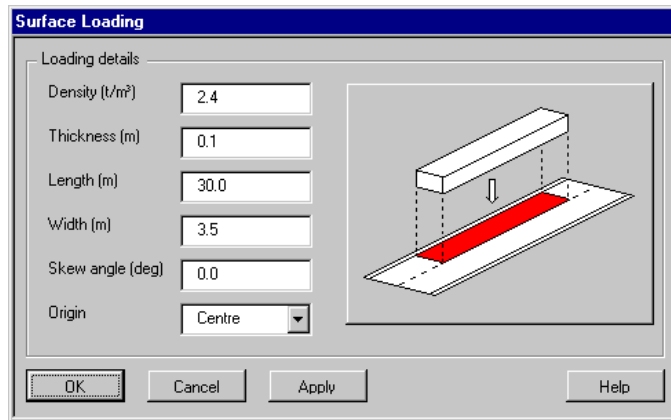 Surface Loading
Loading details
Density (t/m³) 2.4
Thickness (m) 0.1
Length (m) 30.0
Width (m) 3.5
Skew angle (deg) 0.0
Origin Centre
OK Cancel Apply Help